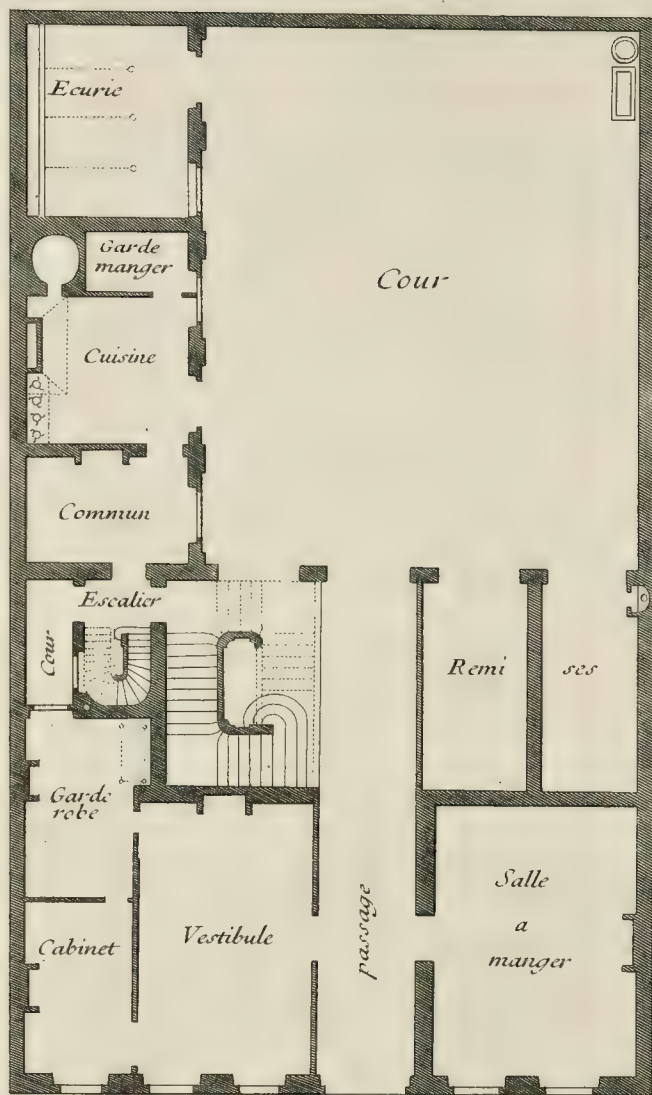 Ecurie
Garde
manger
Cour
Cuisine
Commun
Escalier
Cour
Remi
ses
Garde
robe
Salle
a
manger
Vestibule
Cabinet
passage